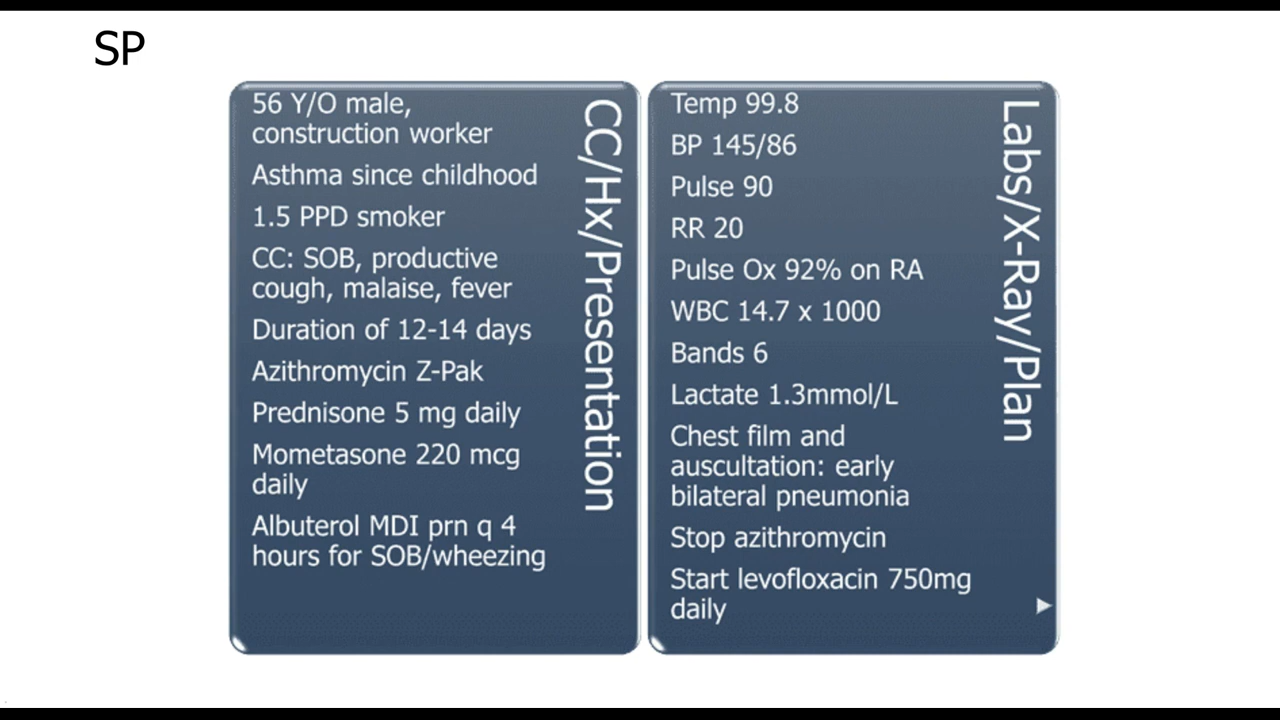 SP
56 Y/O male,
construction worker
Asthma since childhood
1.5 PPD smoker
CC: SOB, productive
cough, malaise, fever
Duration of 12-14 days
Azithromycin Z-Pak
Prednisone 5 mg daily
Mometasone 220 mcg
daily
Albuterol MDI prn q 4
hours for SOB/wheezing
CC/Hx/Presentation
Temp 99.8
BP 145/86
Pulse 90
RR 20
Pulse Ox 92% on RA
WBC 14.7 x 1000
Bands 6
Lactate 1.3mmol/L
Chest film and
auscultation: early
bilateral pneumonia
Stop azithromycin
Start levofloxacin 750mg
daily
Labs/X-Ray/Plan